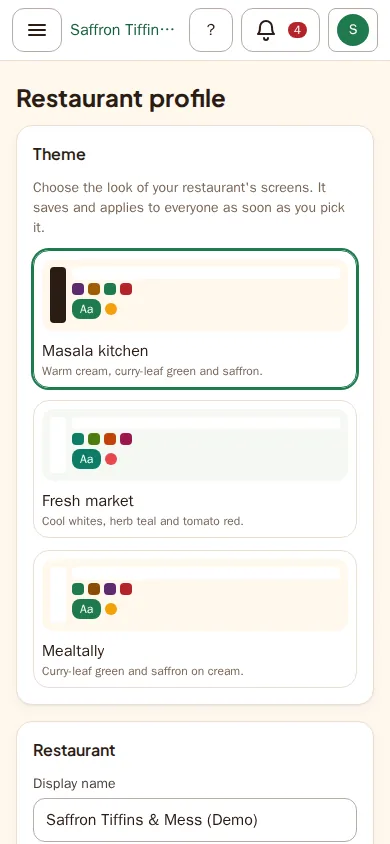 Saffron Tiffin··· ? 4 S
Restaurant profile
Theme
Choose the look of your restaurant's screens. It
saves and applies to everyone as soon as you pick
it.
Aa
Masala kitchen
Warm cream, curry-leaf green and saffron.
Aa
Fresh market
Cool whites, herb teal and tomato red.
Aa
Mealtally
Curry-leaf green and saffron on cream.
Restaurant
Display name
Saffron Tiffins & Mess (Demo)